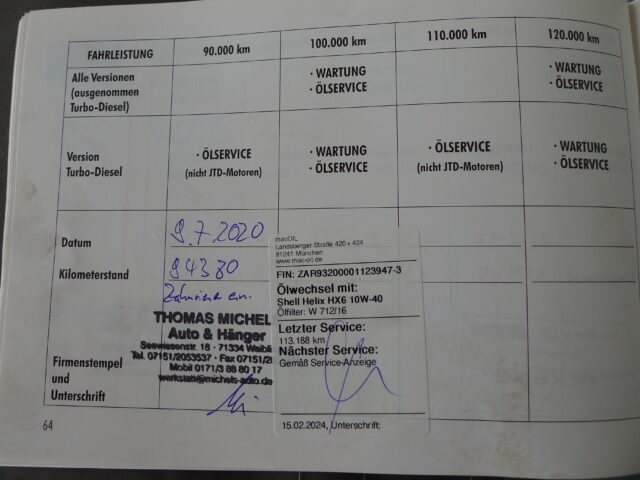 FAHRLEISTUNG 90.000 km 100.000 km 110.000 km 120.000 km
Alle Versionen
(ausgenommen
Turbo-Diesel)
· WARTUNG
· ÖLSERVICE
· WARTUNG
· ÖLSERVICE
Version
Turbo-Diesel
· ÖLSERVICE
(nicht JTD-Motoren)
· WARTUNG
· ÖLSERVICE
· ÖLSERVICE
(nicht JTD-Motoren)
· WARTUNG
· ÖLSERVICE
Datum 9.7.2020
Kilometerstand 94380
Zahnriemen
THOMAS MICHEL
Auto & Hänger
Seewiesenstr. 16 · 71334 Waibli
Tel. 07151/2053537 · Fax 07151/20
Mobil 0171/3 88 80 17
werkstatt@michels-auto.de
Firmenstempel
und
Unterschrift
macOIL
Landsberger Straße 420 + 424
81241 München
www.mac-oil.de
FIN: ZAR93200001123947-3
Ölwechsel mit:
Shell Helix HX6 10W-40
Ölfilter: W 712/16
Letzter Service:
113.188 km
Nächster Service:
Gemäß Service-Anzeige
15.02.2024, Unterschrift:
64